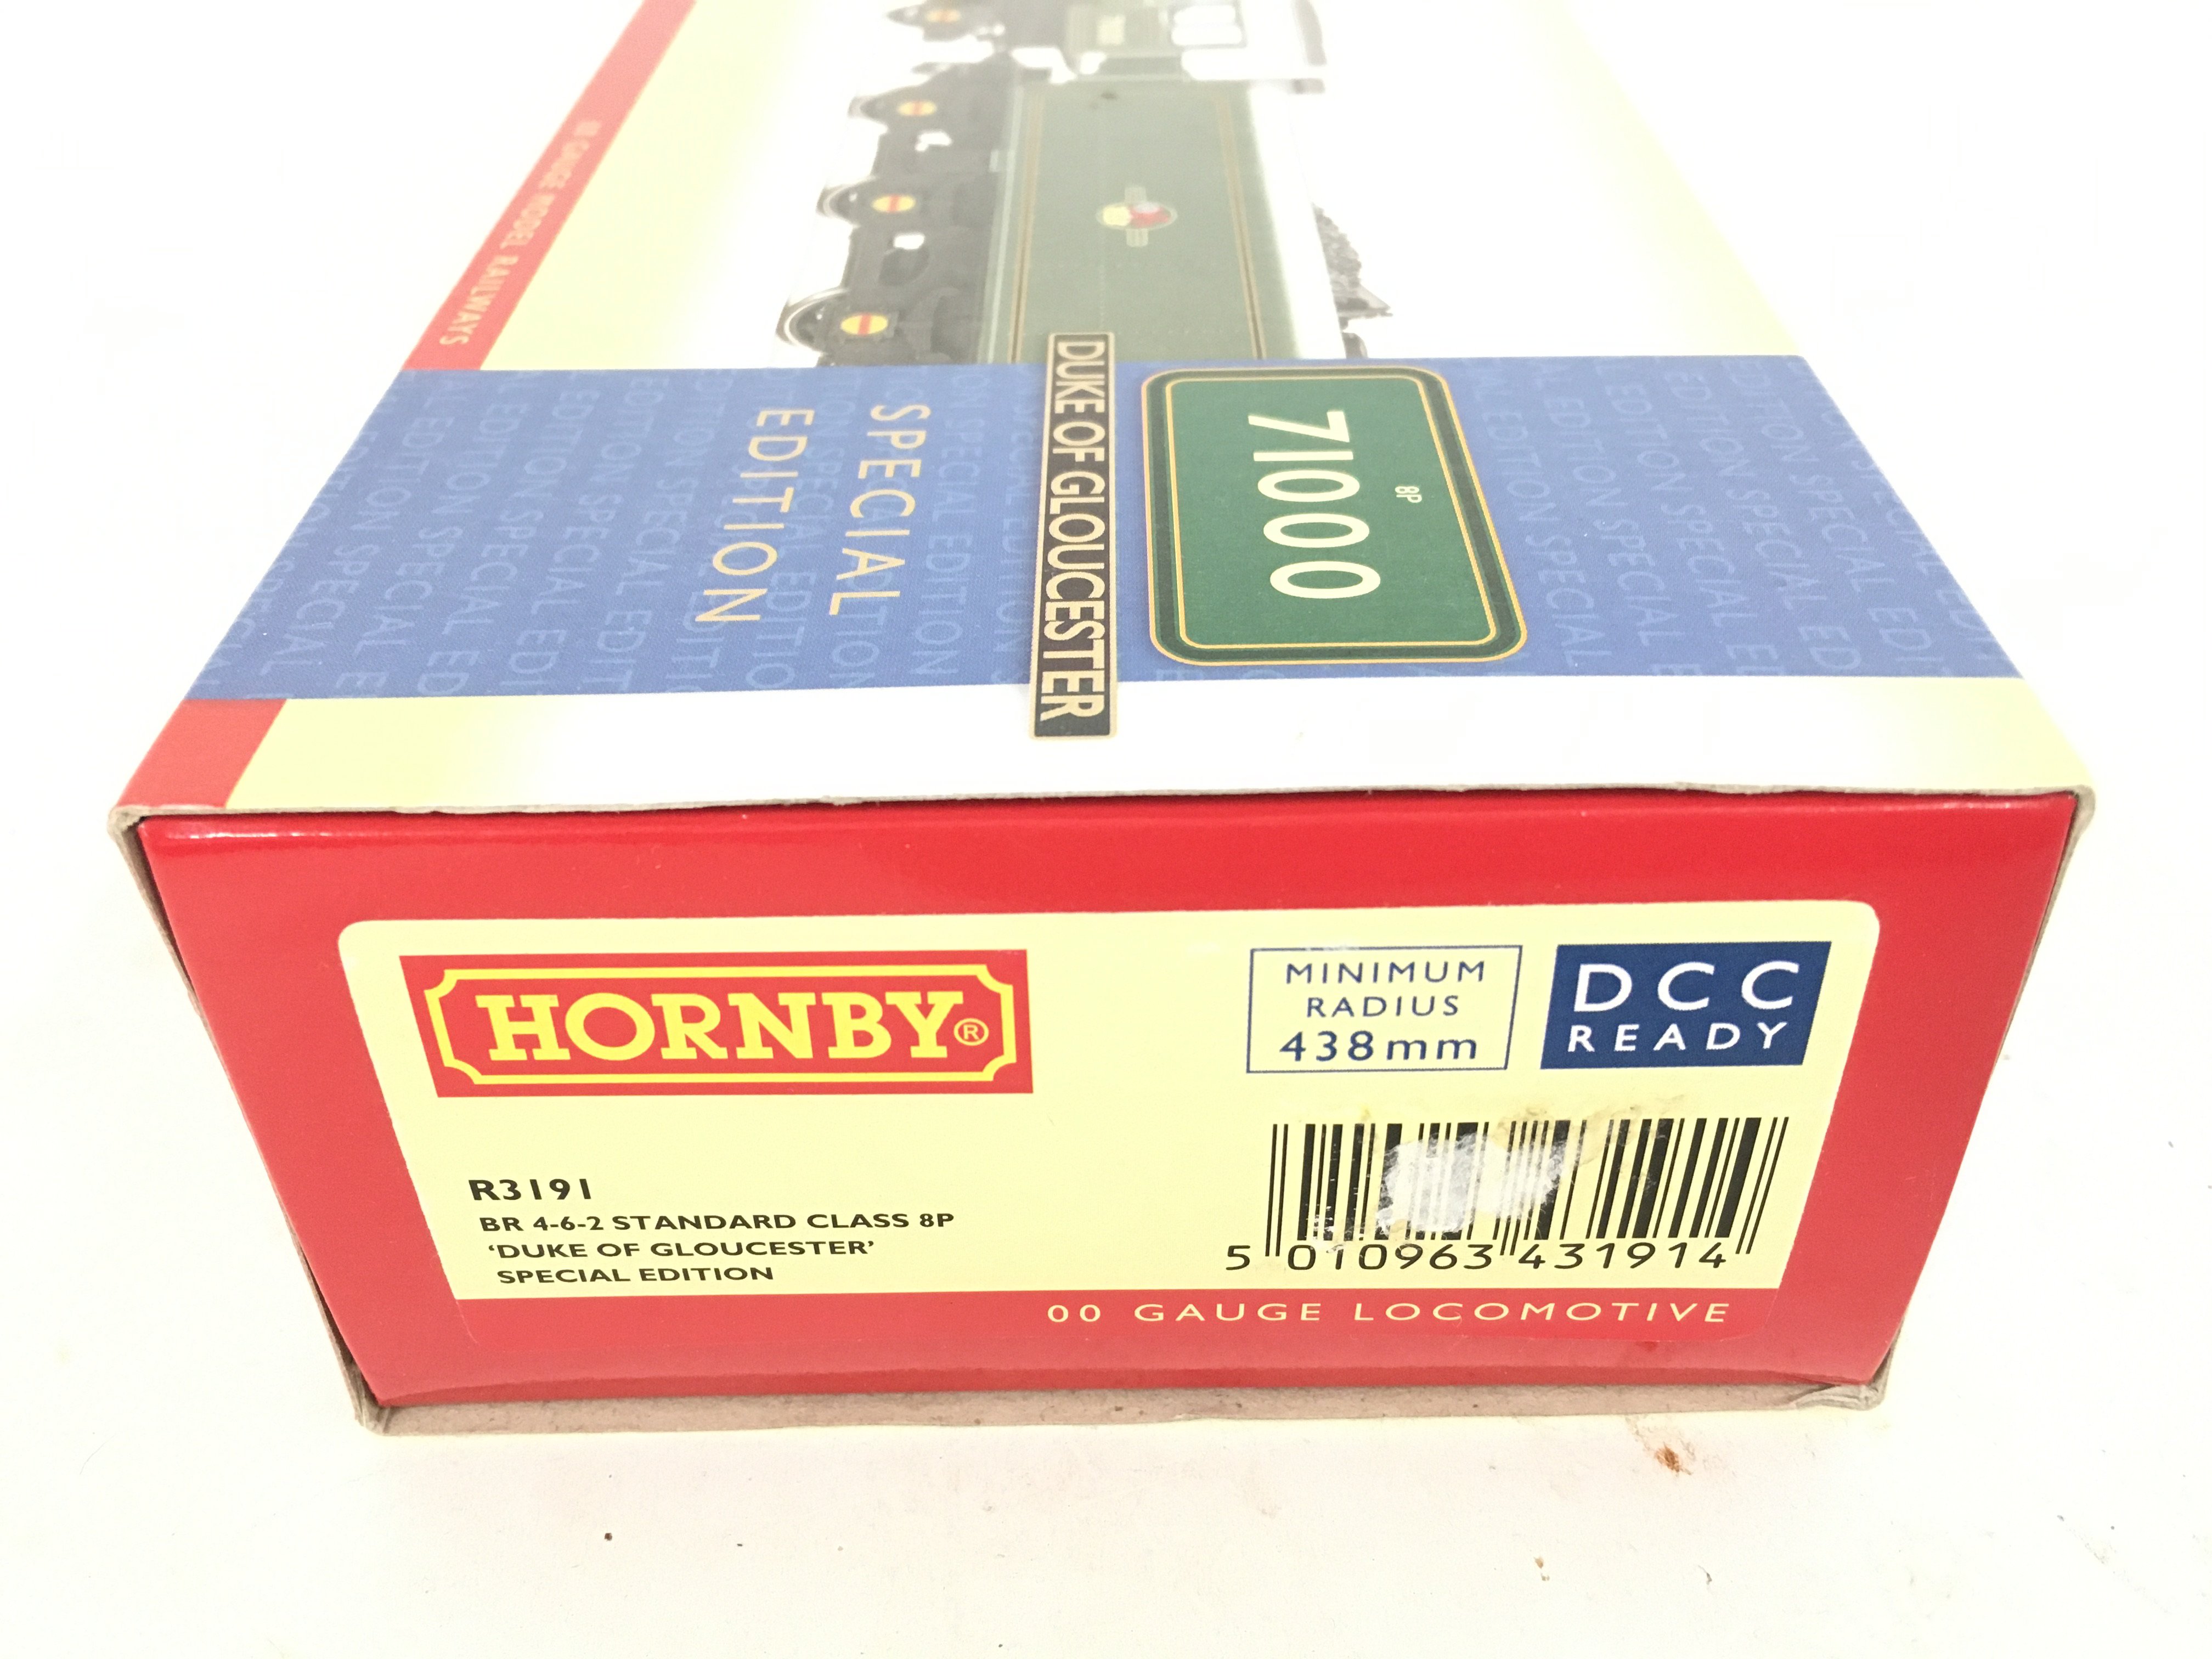 00 GAUGE MODEL RAILWAYS
SPECIAL
EDITION
DUKE OF GLOUCESTER
8P
71000
HORNBY®
MINIMUM
RADIUS
438mm
DCC
READY
R3191
BR 4-6-2 STANDARD CLASS 8P
‘DUKE OF GLOUCESTER’
SPECIAL EDITION
5 010963 431914
00 GAUGE LOCOMOTIVE